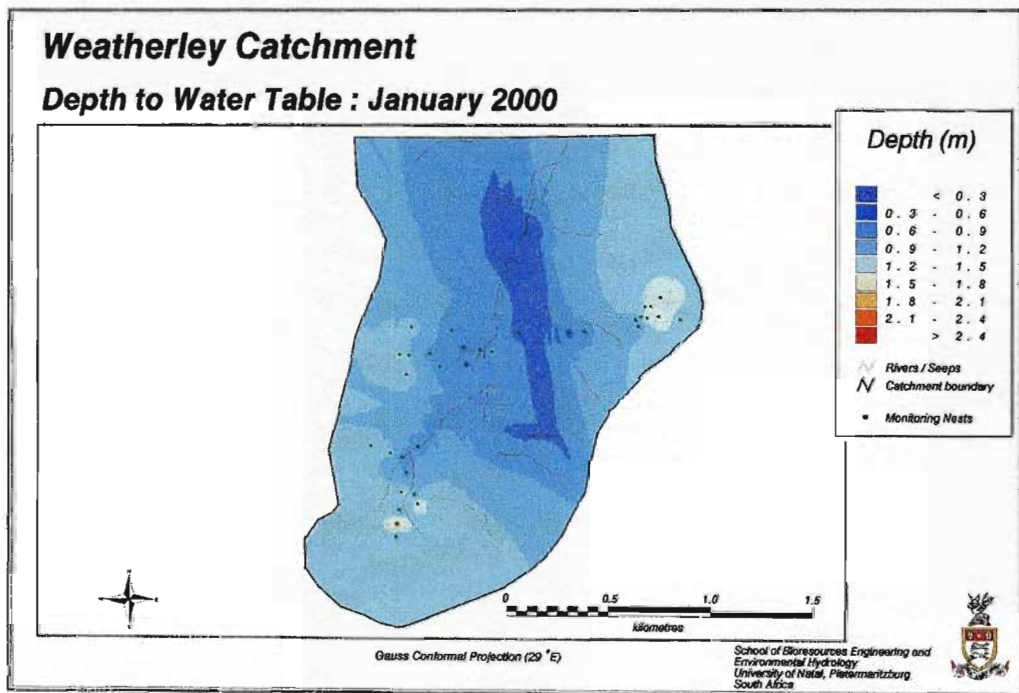 Weatherley Catchment
Depth to Water Table : January 2000
Depth (m)
< 0.3
0.3 - 0.6
0.6 - 0.9
0.9 - 1.2
1.2 - 1.5
1.5 - 1.8
1.8 - 2.1
2.1 - 2.4
> 2.4
Rivers / Seeps
Catchment boundary
Monitoring Nests
0 0.5 1.0 1.5
kilometres
Gauss Conformal Projection (29 °E)
School of Bioresources Engineering and
Environmental Hydrology
University of Natal, Pietermaritzburg
South Africa